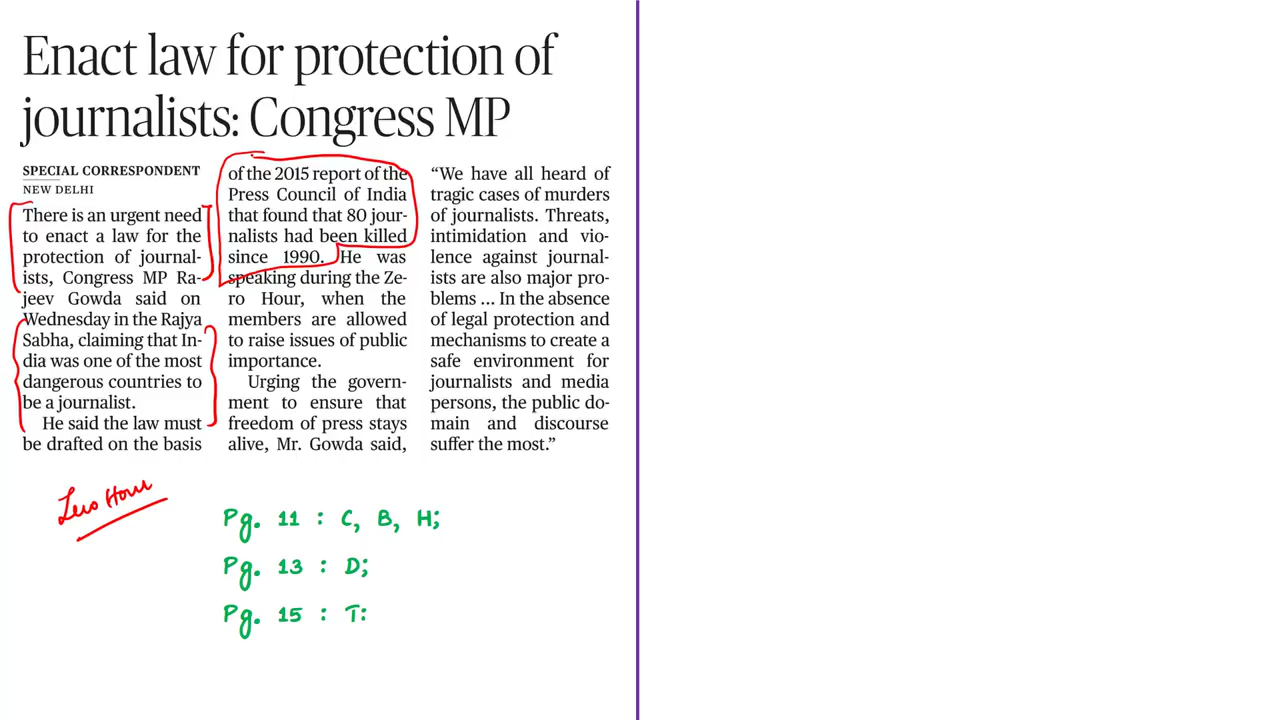 Enact law for protection of
journalists: Congress MP
SPECIAL CORRESPONDENT
NEW DELHI
There is an urgent need
to enact a law for the
protection of journal-
ists, Congress MP Ra-
jeev Gowda said on
Wednesday in the Rajya
Sabha, claiming that In-
dia was one of the most
dangerous countries to
be a journalist.
He said the law must
be drafted on the basis
of the 2015 report of the
Press Council of India
that found that 80 jour-
nalists had been killed
since 1990. He was
speaking during the Ze-
ro Hour, when the
members are allowed
to raise issues of public
importance.
Urging the govern-
ment to ensure that
freedom of press stays
alive, Mr. Gowda said,
“We have all heard of
tragic cases of murders
of journalists. Threats,
intimidation and vio-
lence against journal-
ists are also major pro-
blems ... In the absence
of legal protection and
mechanisms to create a
safe environment for
journalists and media
persons, the public do-
main and discourse
suffer the most.”
Zero Hour
Pg. 11 : C, B, H;
Pg. 13 : D;
Pg. 15 : T: